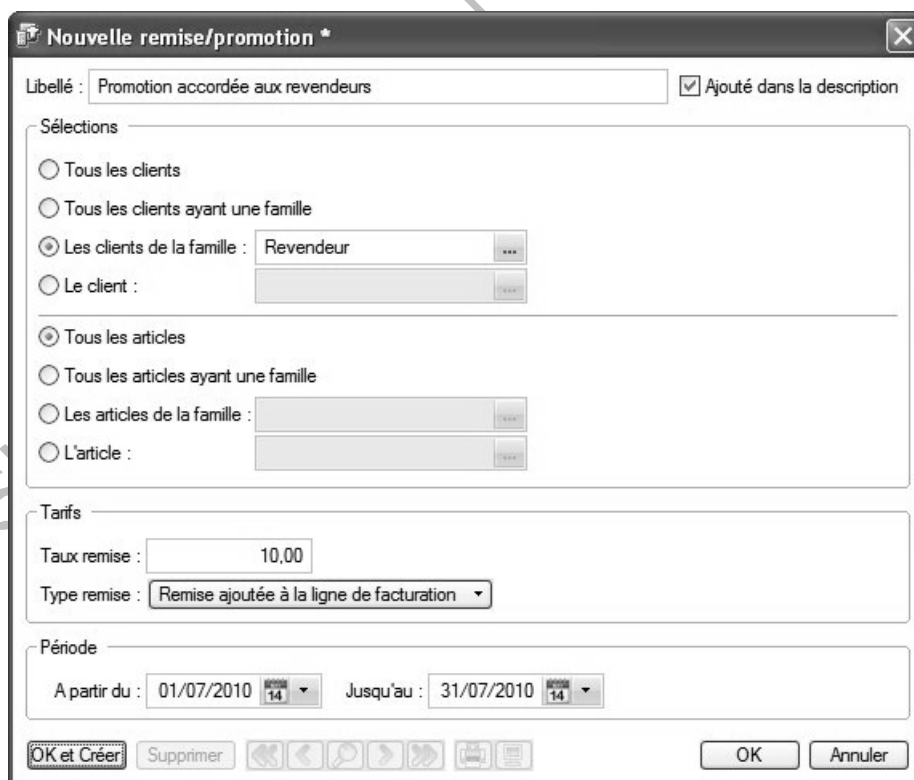 Nouvelle remise/promotion *
Libellé : Promotion accordée aux revendeurs Ajouté dans la description
Sélections
Tous les clients
Tous les clients ayant une famille
Les clients de la famille : Revendeur ...
Le client : ...
Tous les articles
Tous les articles ayant une famille
Les articles de la famille : ...
L'article : ...
Tarifs
Taux remise : 10,00
Type remise : Remise ajoutée à la ligne de facturation
Période
A partir du : 01/07/2010 14 Jusqu'au : 31/07/2010 14
OK et Créer Supprimer OK Annuler